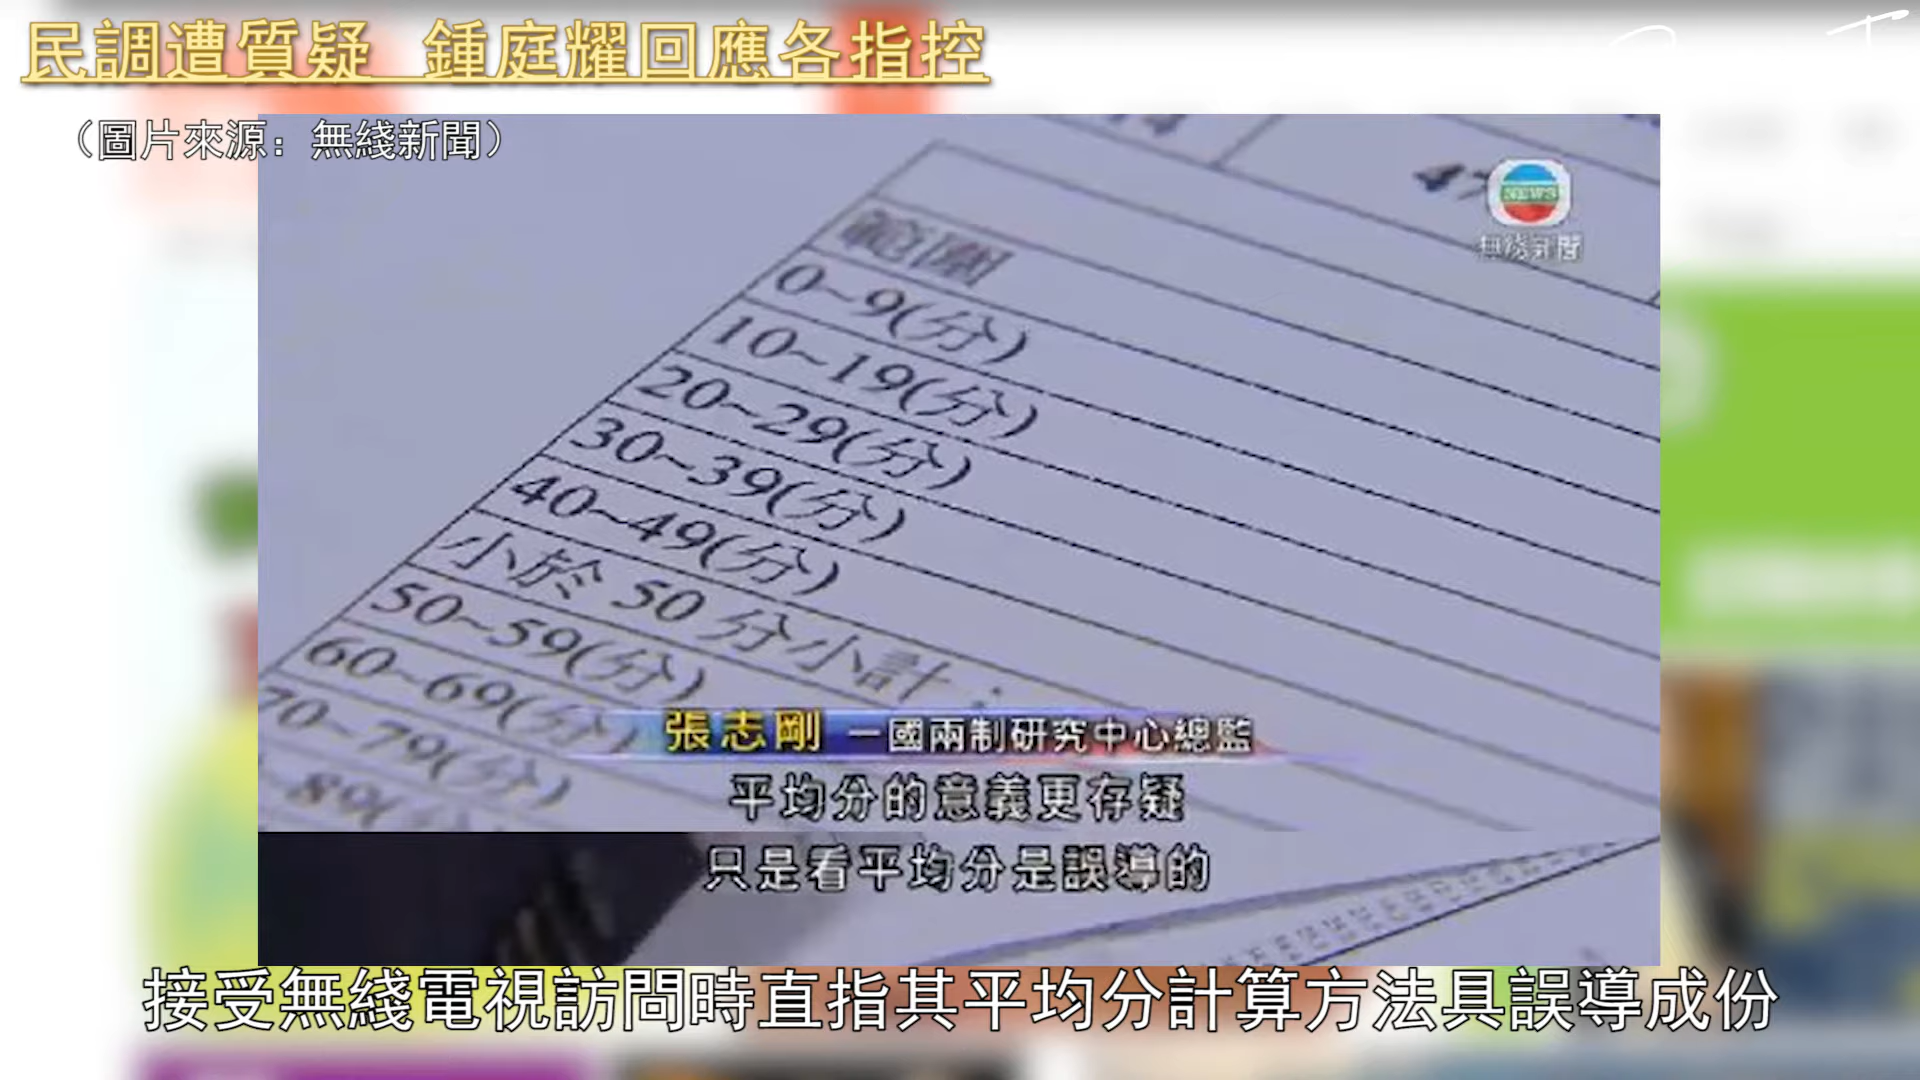 民調遭質疑 鍾庭耀回應各指控
（圖片來源：無綫新聞）
47
NEWS
無綫新聞
範圍
0~9(分)
10~19(分)
20~29(分)
30~39(分)
40~49(分)
小於 50 分小計：
50~59(分)
60~69(分)
70~79(分)
張志剛 一國兩制研究中心總監
平均分的意義更存疑
只是看平均分是誤導的
接受無綫電視訪問時直指其平均分計算方法具誤導成份